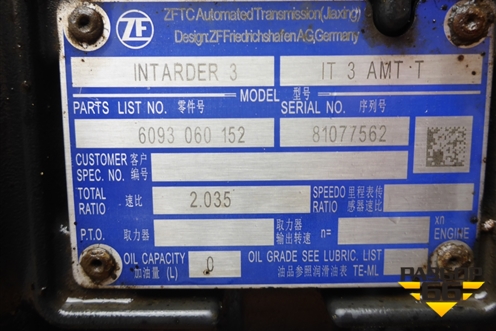 ZFTC Automated Transmission (Jiaxing)
Design: ZF Friedrichshafen AG, Germany
ZF
INTARDER 3 IT 3 AMT T
MODEL 型号
PARTS LIST NO. 零件号 SERIAL NO. 序列号
6093 060 152 81077562
CUSTOMER 客户
SPEC. NO. 编号
TOTAL RATIO 速比 2.035 SPEEDO RATIO 里程表传感器速比
P.T.O. 取力器 取力器输出转速 n= xn ENGINE
OIL CAPACITY 加油量 (L) 0 OIL GRADE SEE LUBRIC. LIST
油品参照润滑油表 TE-ML